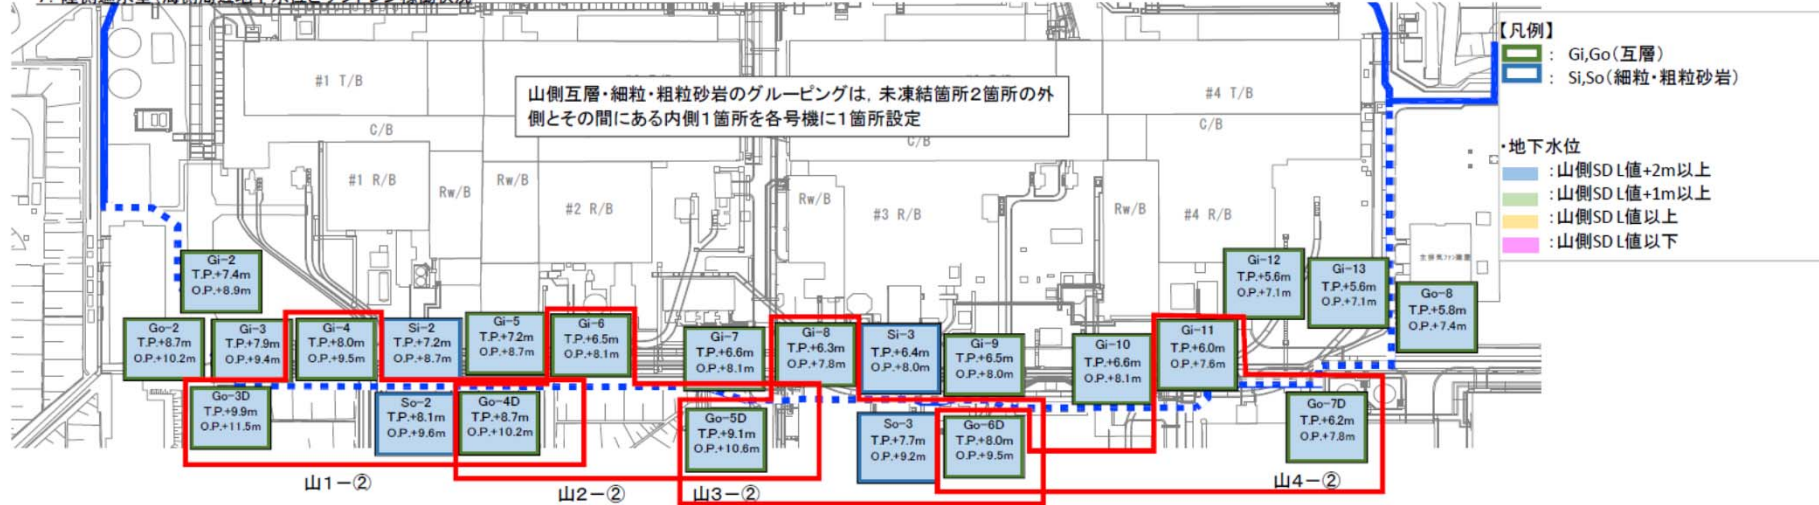 【凡例】
: Gi,Go(互層)
: Si,So(細粒・粗粒砂岩)
・地下水位
:山側SD L値+2m以上
:山側SD L値+1m以上
:山側SD L値以上
:山側SD L値以下
山側互層・細粒・粗粒砂岩のグルーピングは,未凍結箇所2箇所の外
側とその間にある内側1箇所を各号機に1箇所設定
#1 T/B
#4 T/B
C/B
C/B
C/B
#1 R/B
Rw/B
Rw/B
#2 R/B
Rw/B
#3 R/B
Rw/B
#4 R/B
Gi-2
T.P.+7.4m
O.P.+8.9m
Go-2
T.P.+8.7m
O.P.+10.2m
Gi-3
T.P.+7.9m
O.P.+9.4m
Gi-4
T.P.+8.0m
O.P.+9.5m
Si-2
T.P.+7.2m
O.P.+8.7m
Gi-5
T.P.+7.2m
O.P.+8.7m
Gi-6
T.P.+6.5m
O.P.+8.1m
Gi-7
T.P.+6.6m
O.P.+8.1m
Gi-8
T.P.+6.3m
O.P.+7.8m
Si-3
T.P.+6.4m
O.P.+8.0m
Gi-9
T.P.+6.5m
O.P.+8.0m
Gi-10
T.P.+6.6m
O.P.+8.1m
Gi-11
T.P.+6.0m
O.P.+7.6m
Gi-12
T.P.+5.6m
O.P.+7.1m
Gi-13
T.P.+5.6m
O.P.+7.1m
Go-8
T.P.+5.8m
O.P.+7.4m
Go-3D
T.P.+9.9m
O.P.+11.5m
So-2
T.P.+8.1m
O.P.+9.6m
Go-4D
T.P.+8.7m
O.P.+10.2m
Go-5D
T.P.+9.1m
O.P.+10.6m
So-3
T.P.+7.7m
O.P.+9.2m
Go-6D
T.P.+8.0m
O.P.+9.5m
Go-7D
T.P.+6.2m
O.P.+7.8m
山1-②
山2-②
山3-②
山4-②